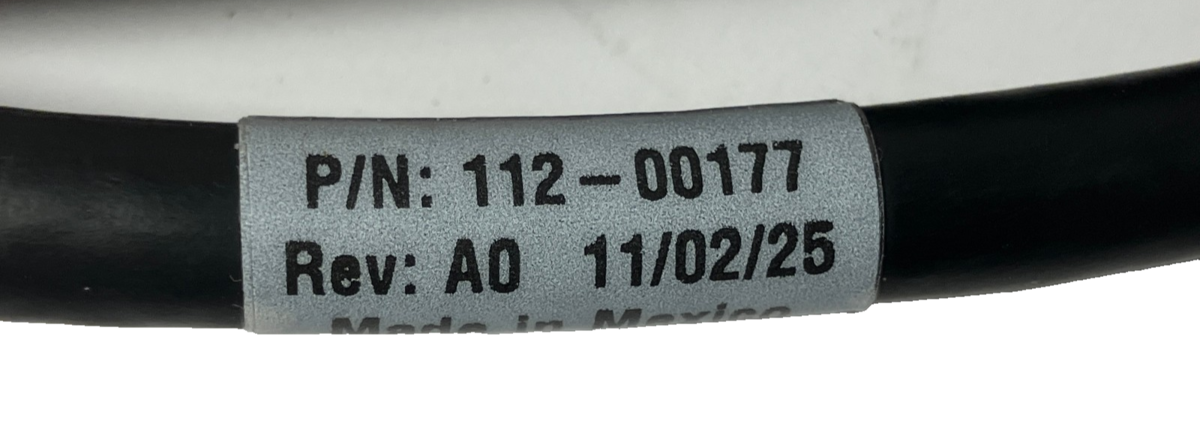 P/N: 112-00177
Rev: A0 11/02/25
Made in Mexico